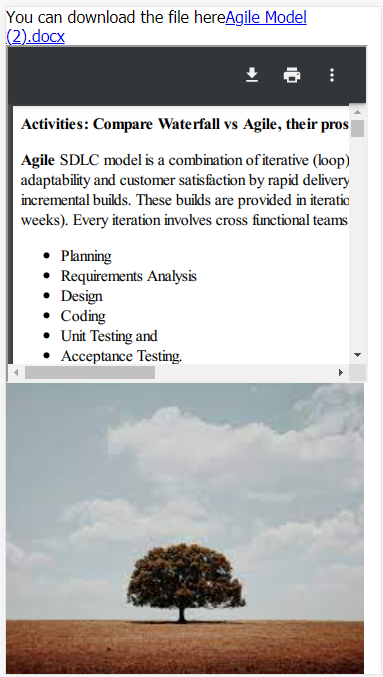 You can download the file hereAgile Model
(2).docx
Activities: Compare Waterfall vs Agile, their pros
Agile SDLC model is a combination of iterative (loop)
adaptability and customer satisfaction by rapid delivery
incremental builds. These builds are provided in iteratio
weeks). Every iteration involves cross functional teams
• Planning
• Requirements Analysis
• Design
• Coding
• Unit Testing and
• Acceptance Testing.